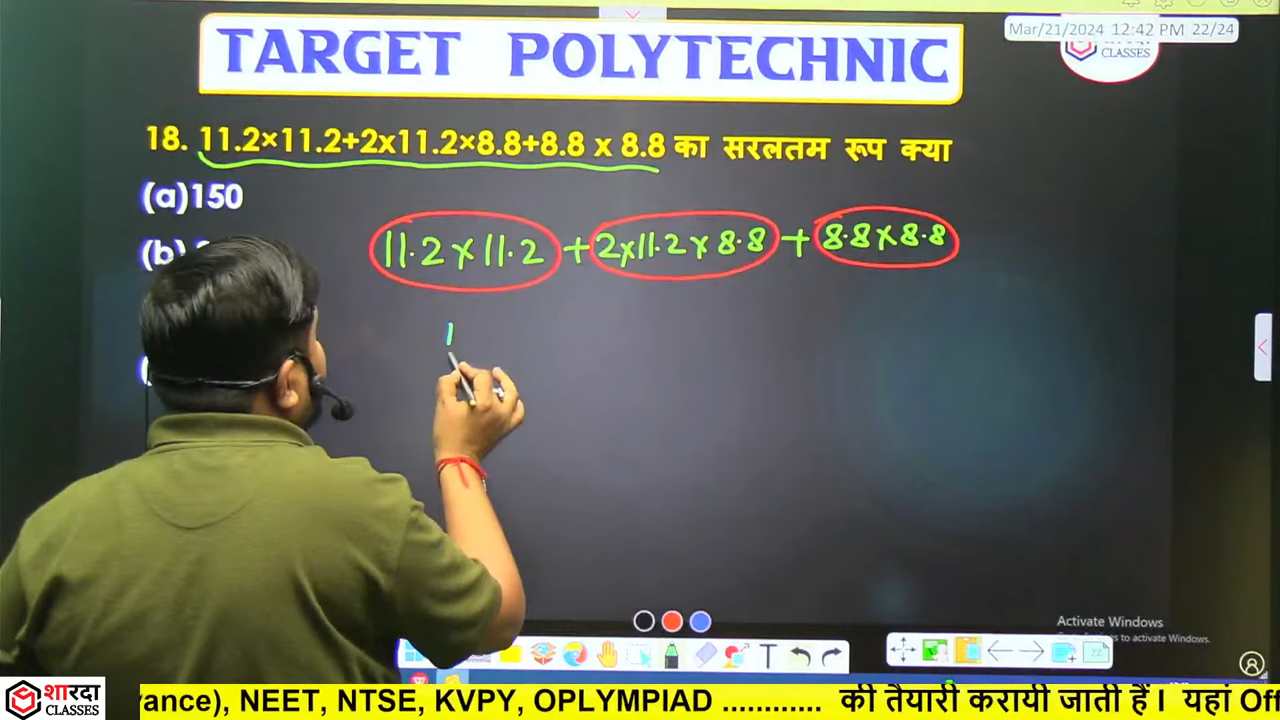 Mar/21/2024 12:42 PM 22/24
TARGET POLYTECHNIC
CLASSES
18. 11.2×11.2+2x11.2×8.8+8.8 x 8.8 का सरलतम रूप क्या
(a)150
(b)
11.2×11.2 + 2×11.2×8.8 + 8.8×8.8
1
Activate Windows
to activate Windows.
शारदा
CLASSES
vance), NEET, NTSE, KVPY, OPLYMPIAD ............ की तैयारी करायी जाती हैं I यहां Off